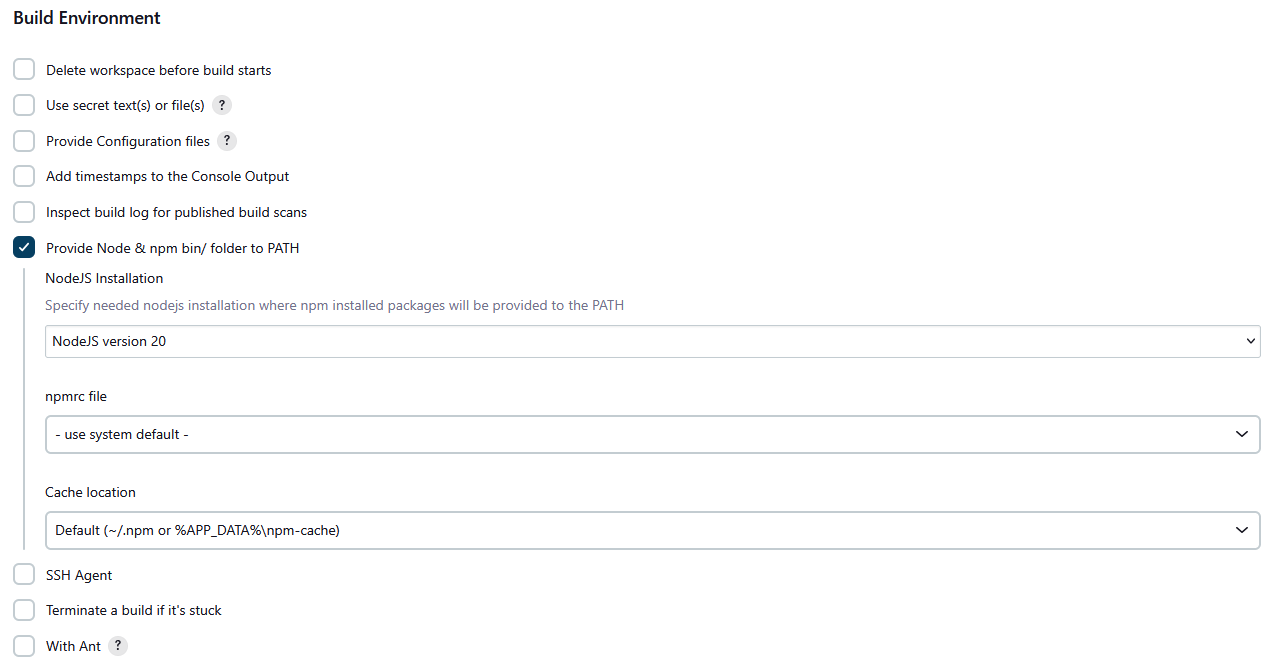 Build Environment
Delete workspace before build starts
Use secret text(s) or file(s) ?
Provide Configuration files ?
Add timestamps to the Console Output
Inspect build log for published build scans
Provide Node & npm bin/ folder to PATH
NodeJS Installation
Specify needed nodejs installation where npm installed packages will be provided to the PATH
NodeJS version 20
npmrc file
- use system default -
Cache location
Default (~/.npm or %APP_DATA%\npm-cache)
SSH Agent
Terminate a build if it's stuck
With Ant ?